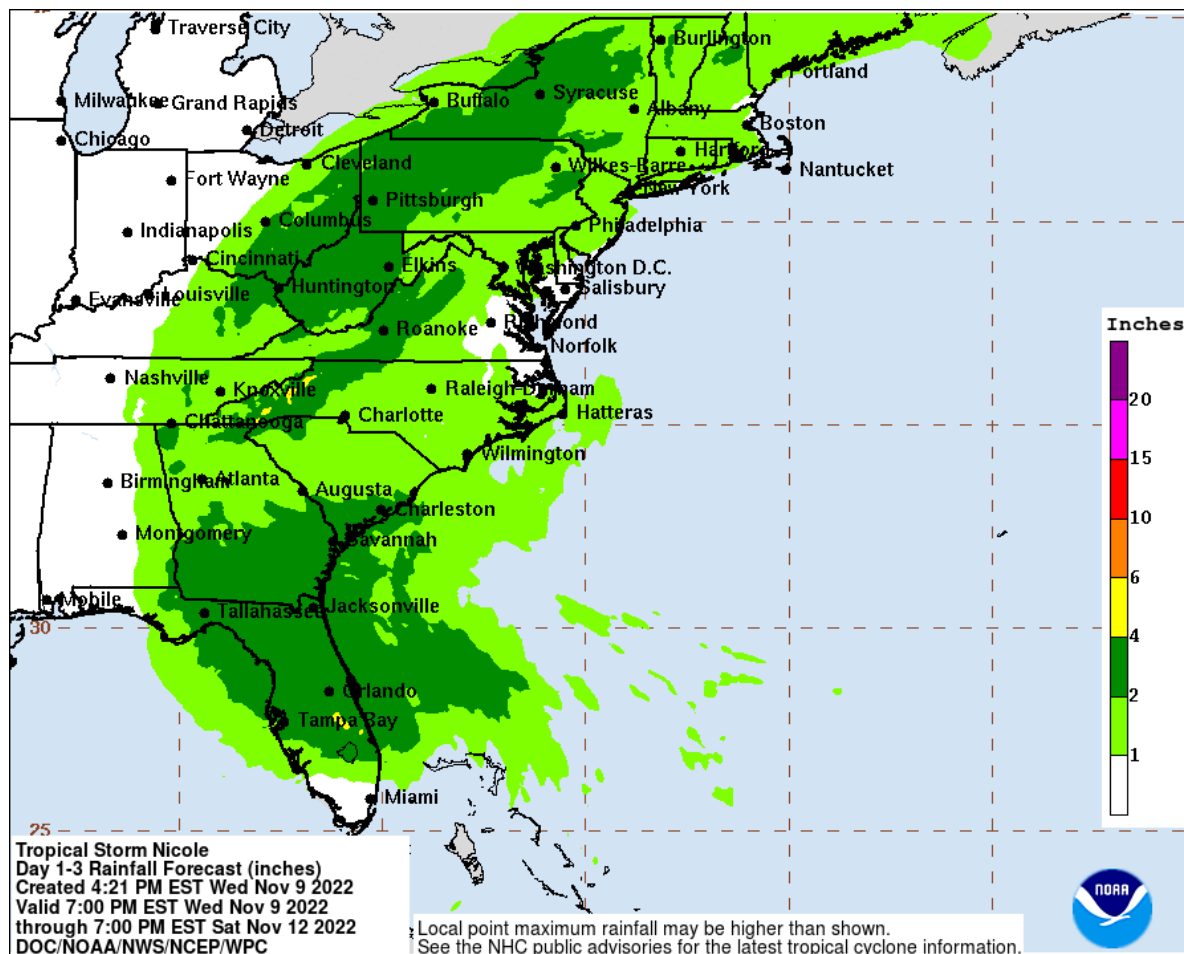 Traverse City
Burlington
Portland
Milwaukee
Grand Rapids
Buffalo
Syracuse
Albany
Detroit
Boston
Chicago
Hartford
Cleveland
Wilkes-Barre
Nantucket
Fort Wayne
New York
Pittsburgh
Columbus
Philadelphia
Indianapolis
Cincinnati
Elkins
Washington D.C.
Huntington
Salisbury
Evansville
Louisville
Richmond
Roanoke
Norfolk
Inches
Nashville
Knoxville
Raleigh-Durham
20
Charlotte
Hatteras
Chattanooga
Wilmington
15
Birmingham
Atlanta
Augusta
Charleston
10
Montgomery
Savannah
6
Mobile
Tallahassee
Jacksonville
30
4
Orlando
2
Tampa Bay
1
Miami
25
Tropical Storm Nicole
Day 1-3 Rainfall Forecast (inches)
Created 4:21 PM EST Wed Nov 9 2022
Valid 7:00 PM EST Wed Nov 9 2022
through 7:00 PM EST Sat Nov 12 2022
DOC/NOAA/NWS/NCEP/WPC
Local point maximum rainfall may be higher than shown.
See the NHC public advisories for the latest tropical cyclone information.
NOAA